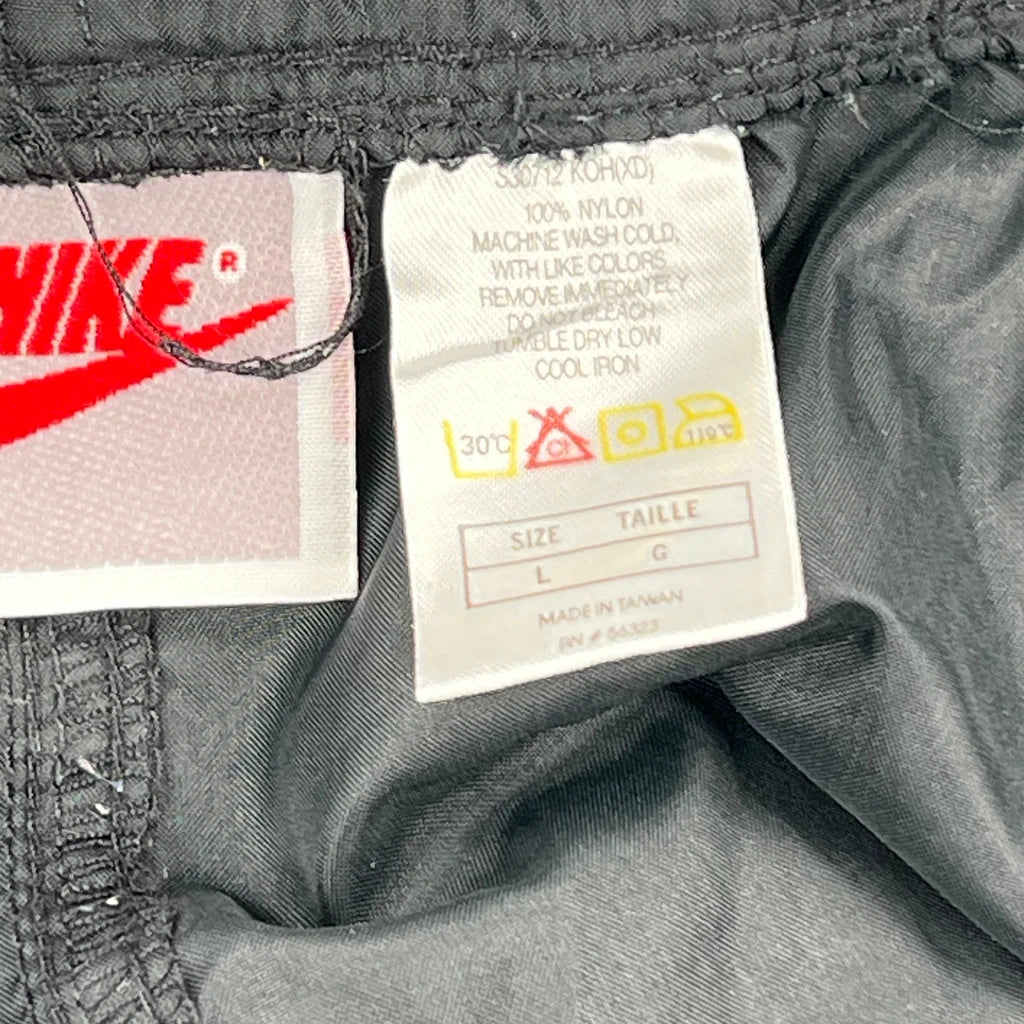 NIKE ®
S30712 KOH(XD)
100% NYLON
MACHINE WASH COLD,
WITH LIKE COLORS
REMOVE IMMEDIATELY
DO NOT BLEACH
TUMBLE DRY LOW
COOL IRON
30°C Cl 110°C
SIZE TAILLE
L G
MADE IN TAIWAN
RN # 56323